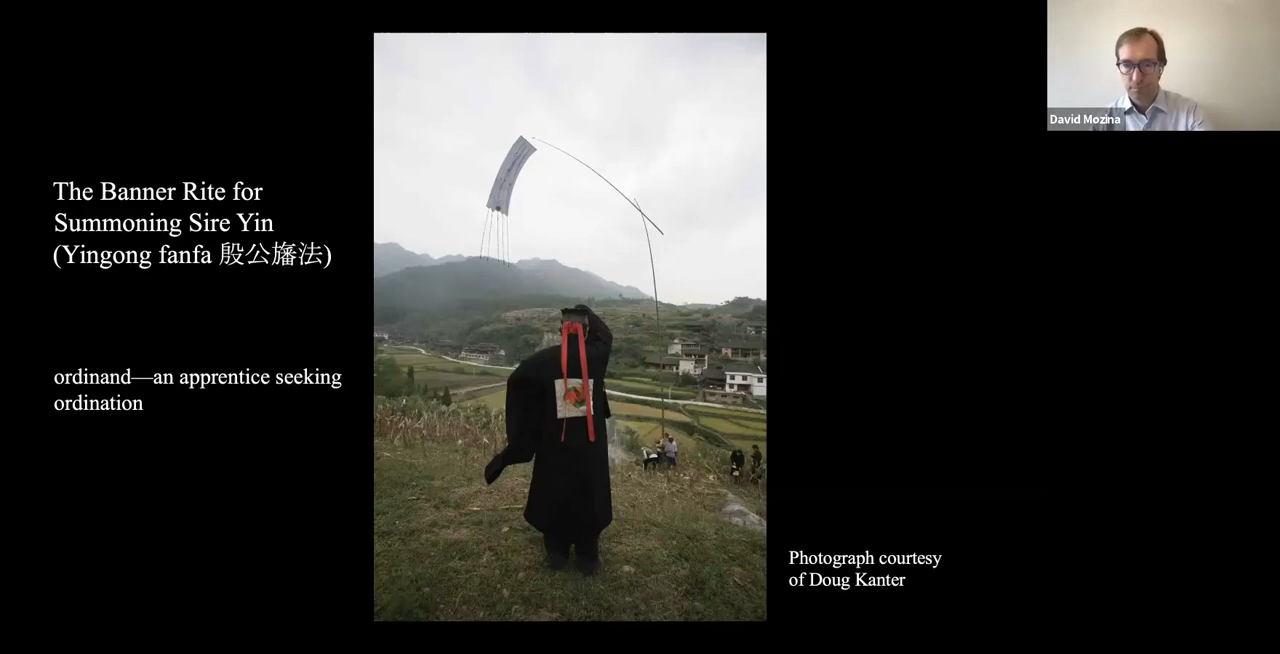 The Banner Rite for
Summoning Sire Yin
(Yingong fanfa 殷公旛法)
ordinand—an apprentice seeking
ordination
Photograph courtesy
of Doug Kanter
David Mozina